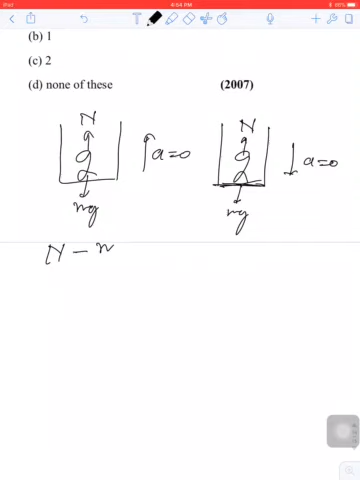 iPad 4:54 PM
(b) 1
(c) 2
(d) none of these (2007)
N N
a=0 a=0
mg mg
N - m